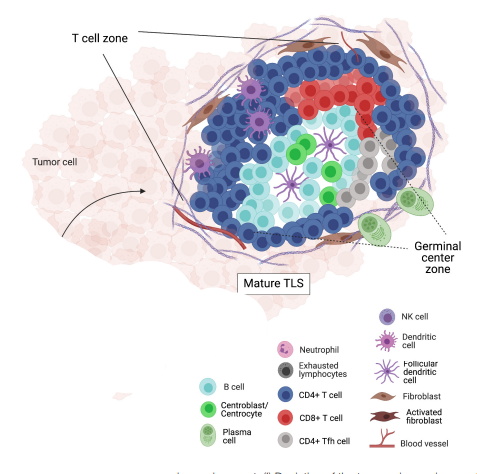 T cell zone
Tumor cell
Germinal
center
zone
Mature TLS
NK cell
Dendritic
cell
Neutrophil
Exhausted
lymphocytes
Follicular
dendritic
cell
B cell
CD4+ T cell
Fibroblast
Centroblast/
Centrocyte
CD8+ T cell
Activated
fibroblast
Plasma
cell
CD4+ Tfh cell
Blood vessel